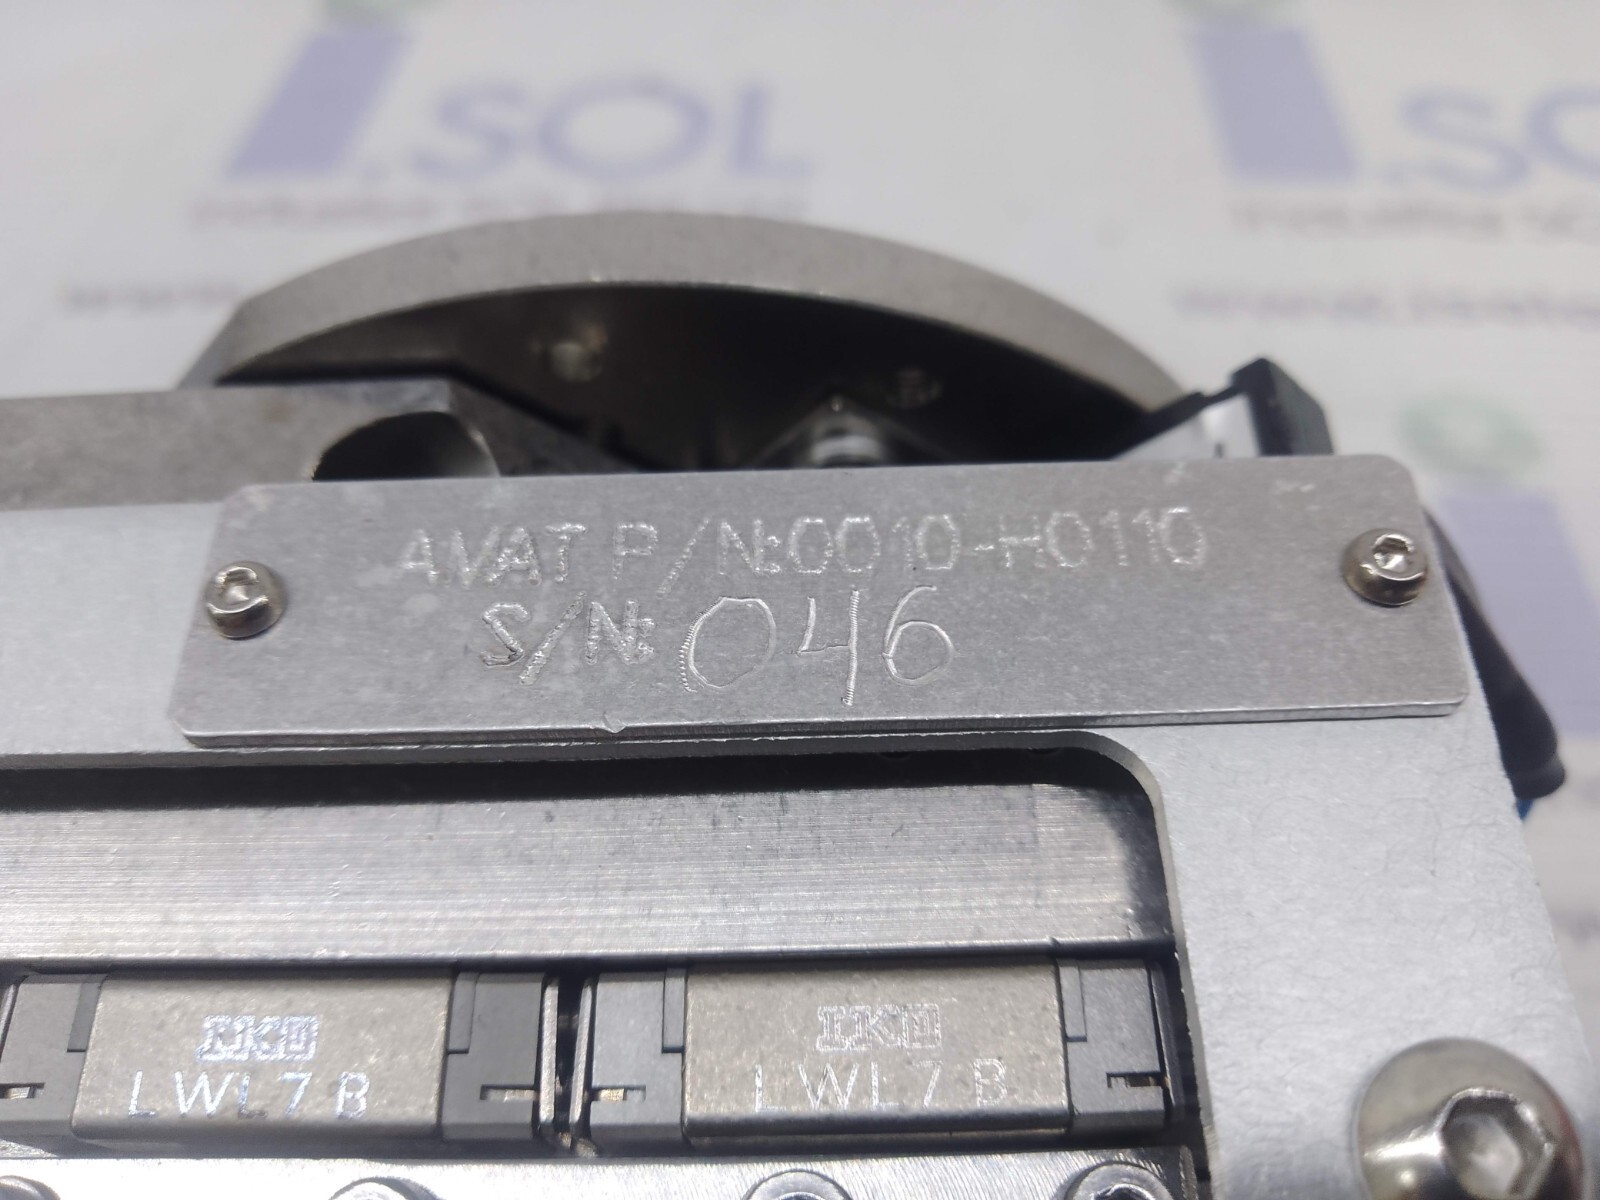 I.SOL
I.SO
AVAT P/N:0010-H0110
S/N:046
IKO
LWL7B
IKO
LWL7B